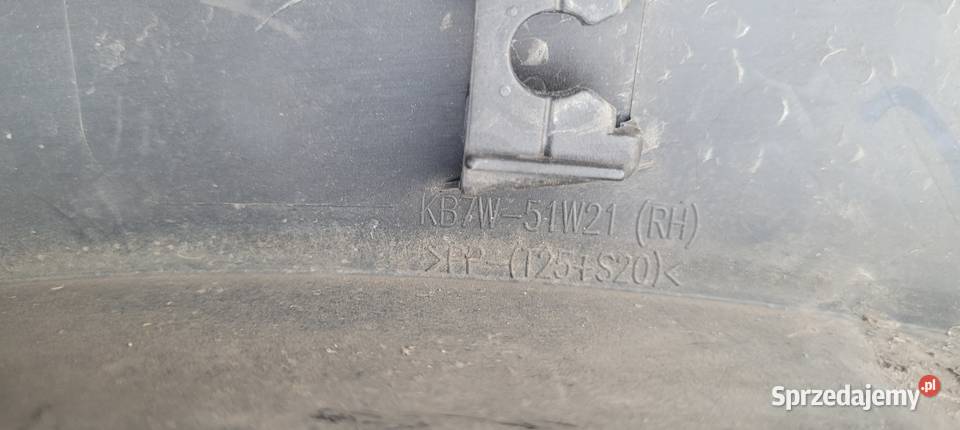 KB7W-51W21 (RH)
>PP-(T25+S20)<
Sprzedajemy.pl